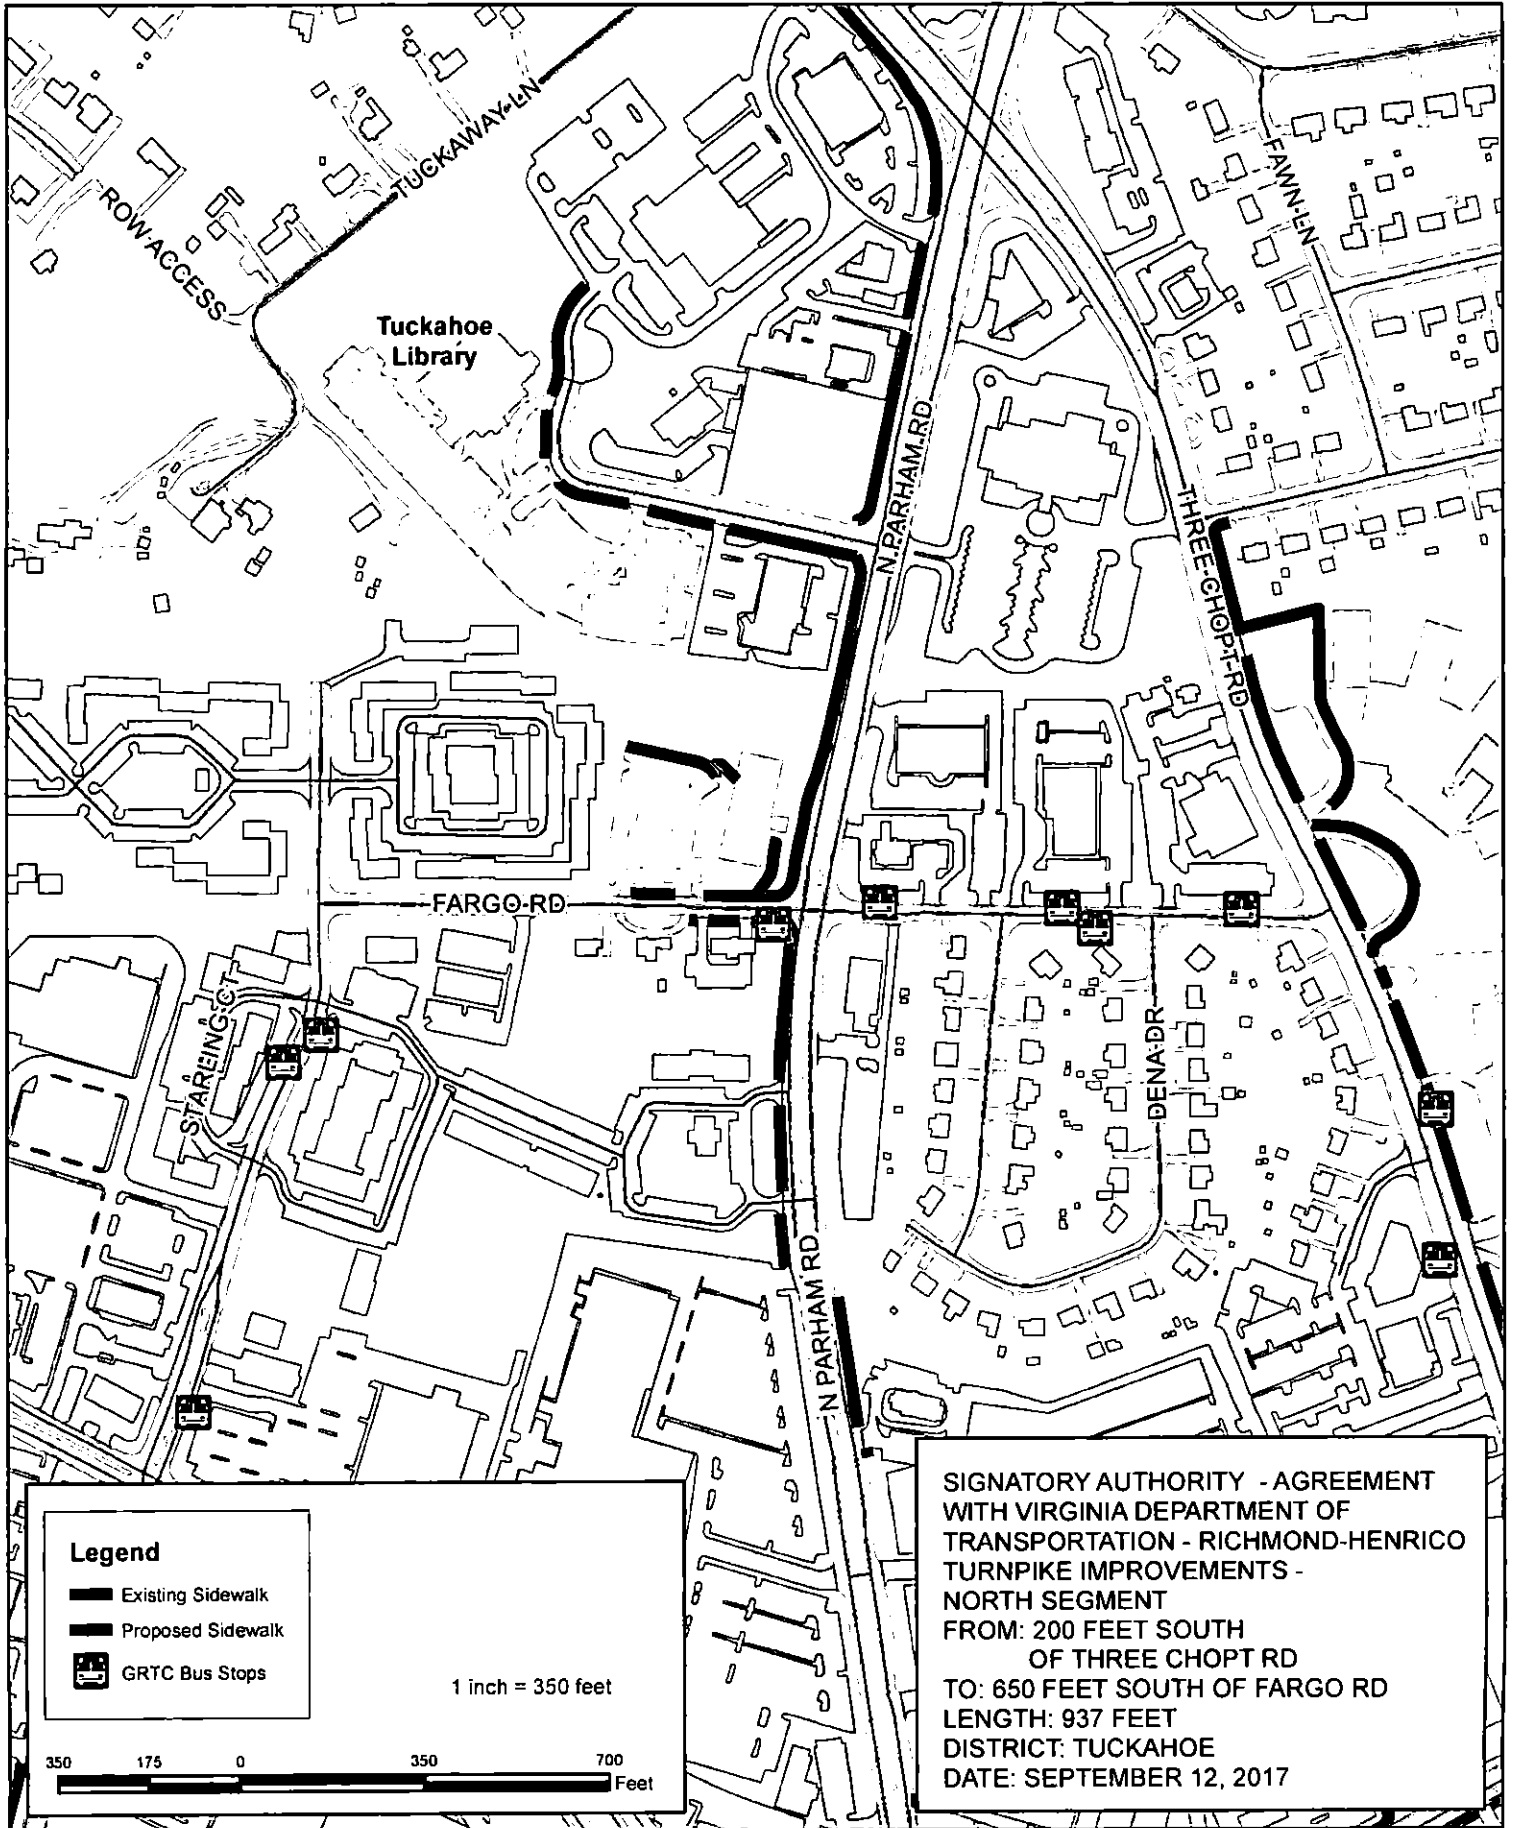 TUCKAWAY-LN
ROW-ACCESS
Tuckahoe
Library
FAWN-LN
N.PARHAM.RD
THREE-CHOPT-RD
FARGO-RD
STARLING-CT
DENA-DR
N PARHAM RD
Legend
Existing Sidewalk
Proposed Sidewalk
GRTC Bus Stops
1 inch = 350 feet
350 175 0 350 700
Feet
SIGNATORY AUTHORITY - AGREEMENT
WITH VIRGINIA DEPARTMENT OF
TRANSPORTATION - RICHMOND-HENRICO
TURNPIKE IMPROVEMENTS -
NORTH SEGMENT
FROM: 200 FEET SOUTH
OF THREE CHOPT RD
TO: 650 FEET SOUTH OF FARGO RD
LENGTH: 937 FEET
DISTRICT: TUCKAHOE
DATE: SEPTEMBER 12, 2017